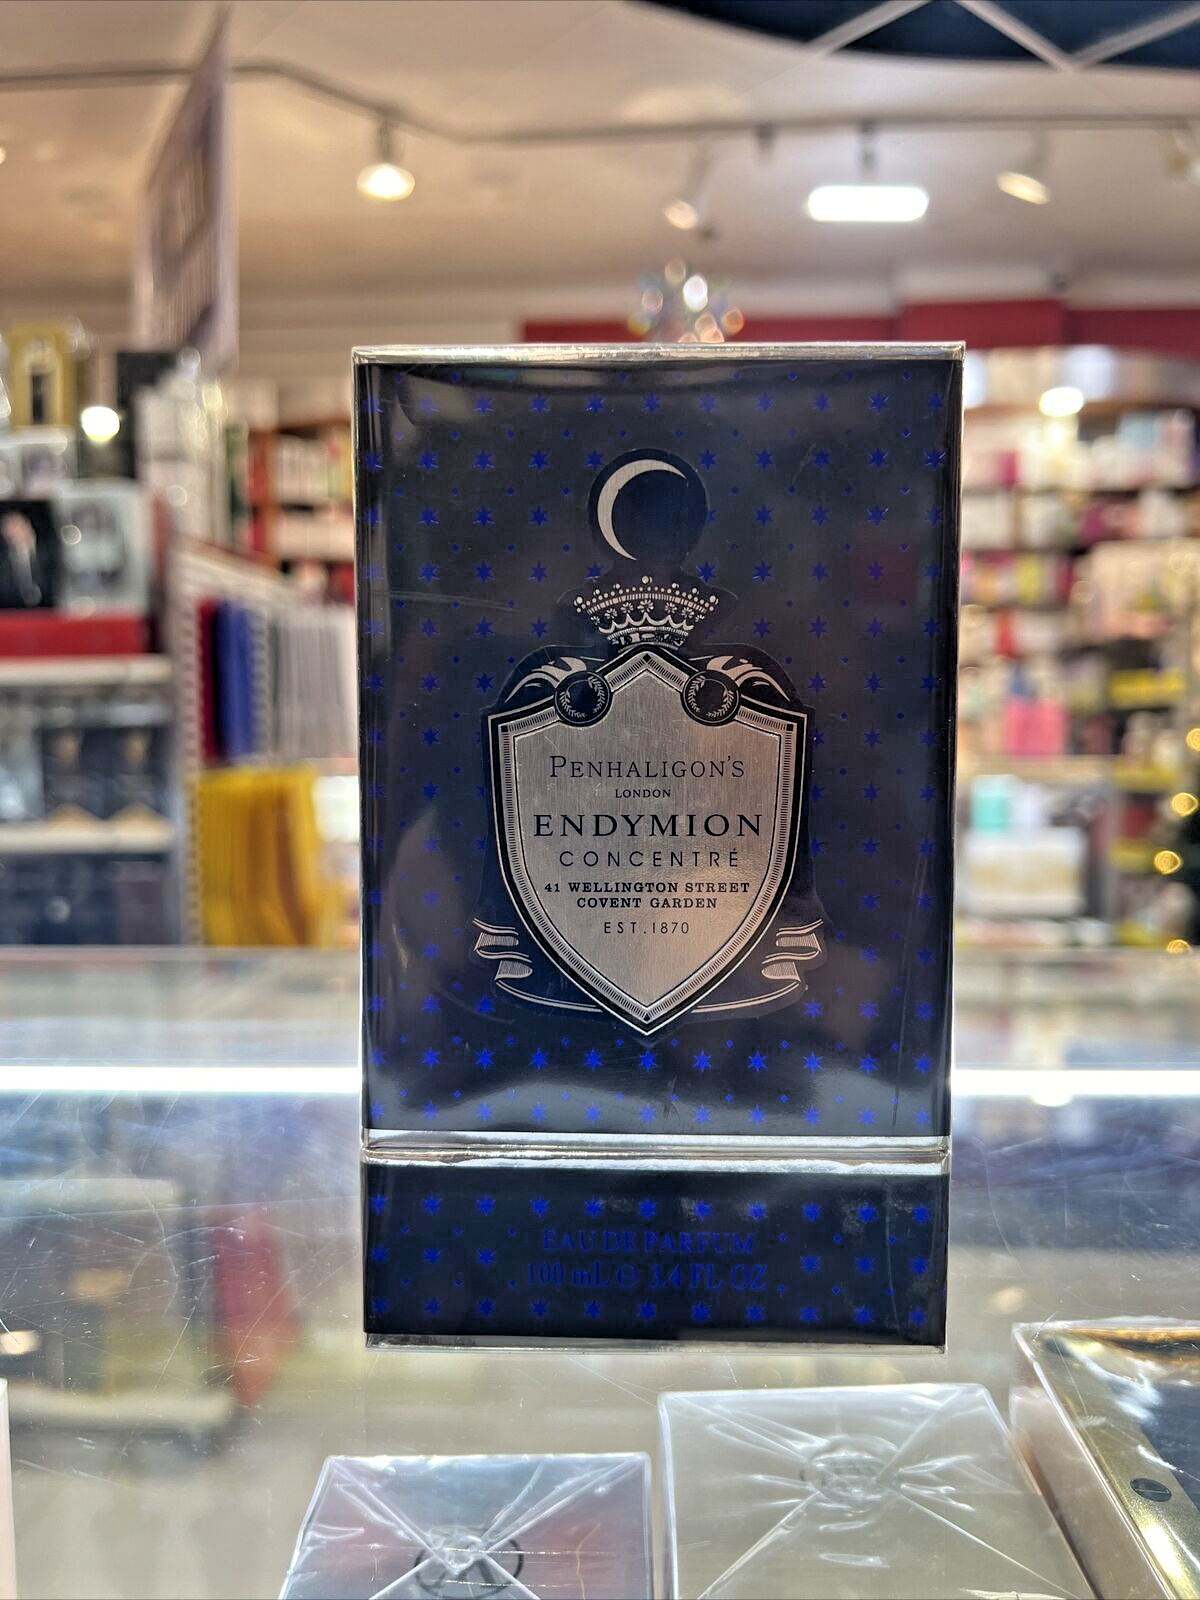 PENHALIGON'S
LONDON
ENDYMION
CONCENTRÉ
41 WELLINGTON STREET
COVENT GARDEN
EST.1870
EAU DE PARFUM
100 mL ℮ 3.4 FL OZ